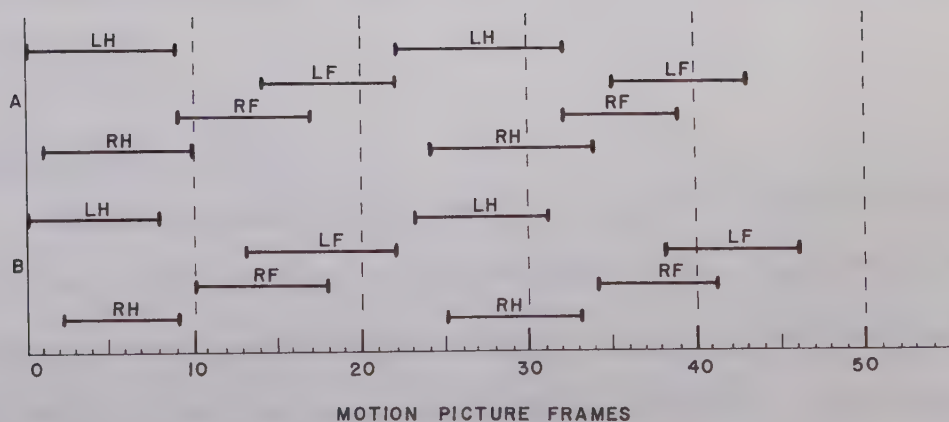 LH LH
LF LF
A
RF RF
RH RH
LH LH
LF LF
B
RF RF
RH RH
0 10 20 30 40 50
MOTION PICTURE FRAMES